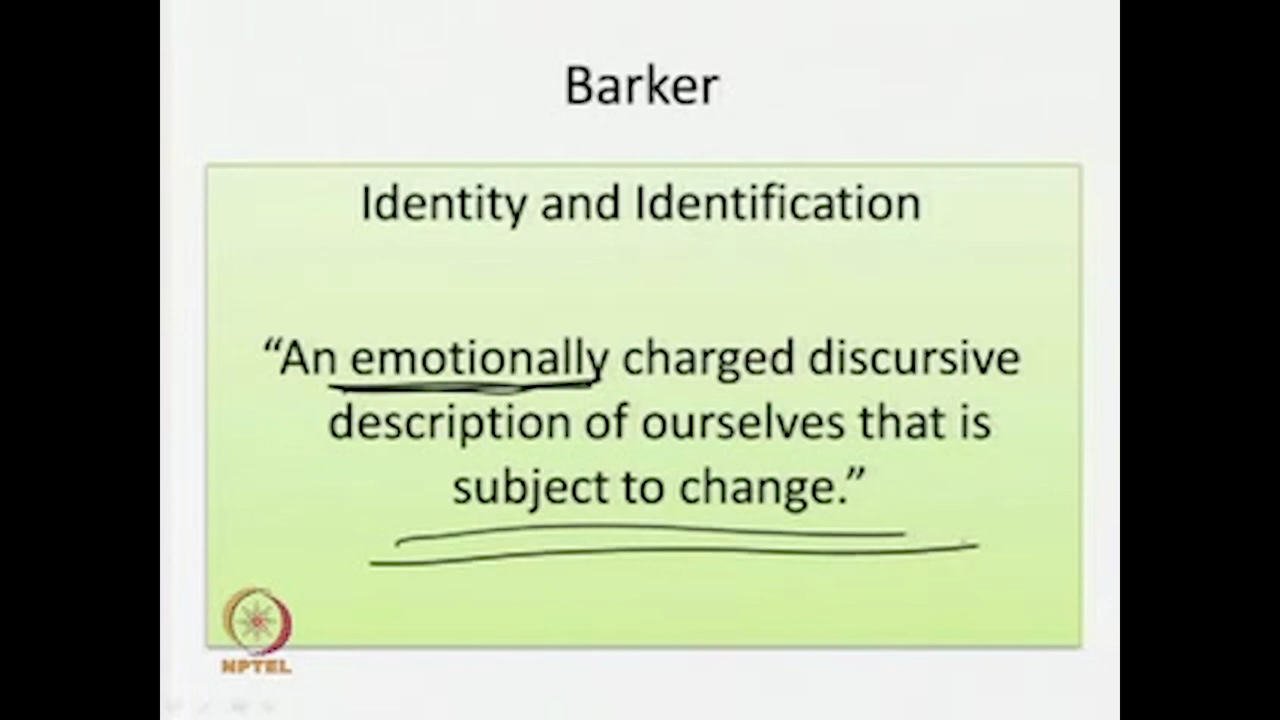 Barker
Identity and Identification
“An emotionally charged discursive
description of ourselves that is
subject to change.”
NPTEL